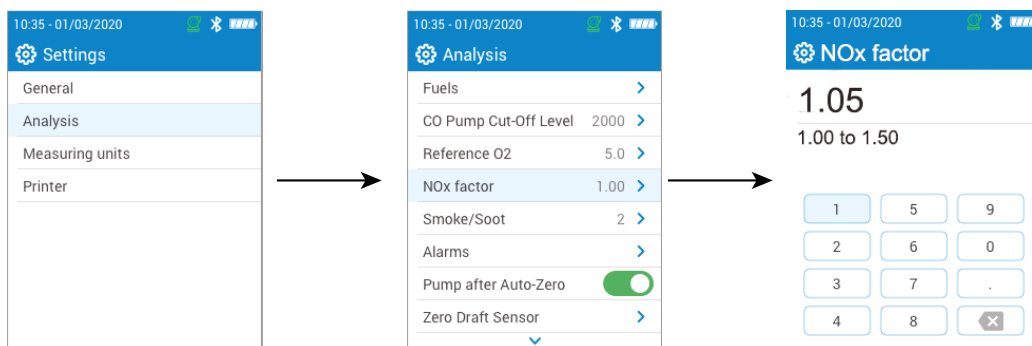 10:35 - 01/03/2020
Settings
General
Analysis
Measuring units
Printer
10:35 - 01/03/2020
Analysis
Fuels
CO Pump Cut-Off Level 2000
Reference O2 5.0
NOx factor 1.00
Smoke/Soot 2
Alarms
Pump after Auto-Zero
Zero Draft Sensor
10:35 - 01/03/2020
NOx factor
1.05
1.00 to 1.50
1 5 9
2 6 0
3 7 .
4 8